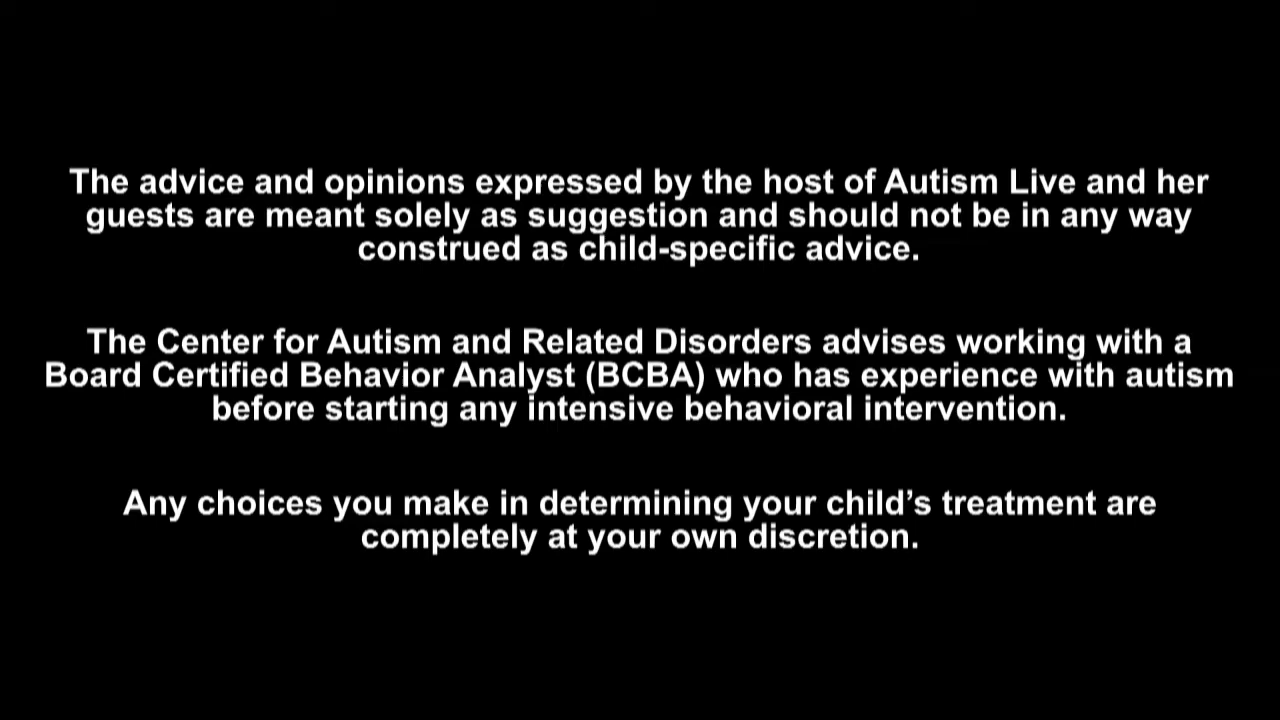 The advice and opinions expressed by the host of Autism Live and her
guests are meant solely as suggestion and should not be in any way
construed as child-specific advice.
The Center for Autism and Related Disorders advises working with a
Board Certified Behavior Analyst (BCBA) who has experience with autism
before starting any intensive behavioral intervention.
Any choices you make in determining your child’s treatment are
completely at your own discretion.